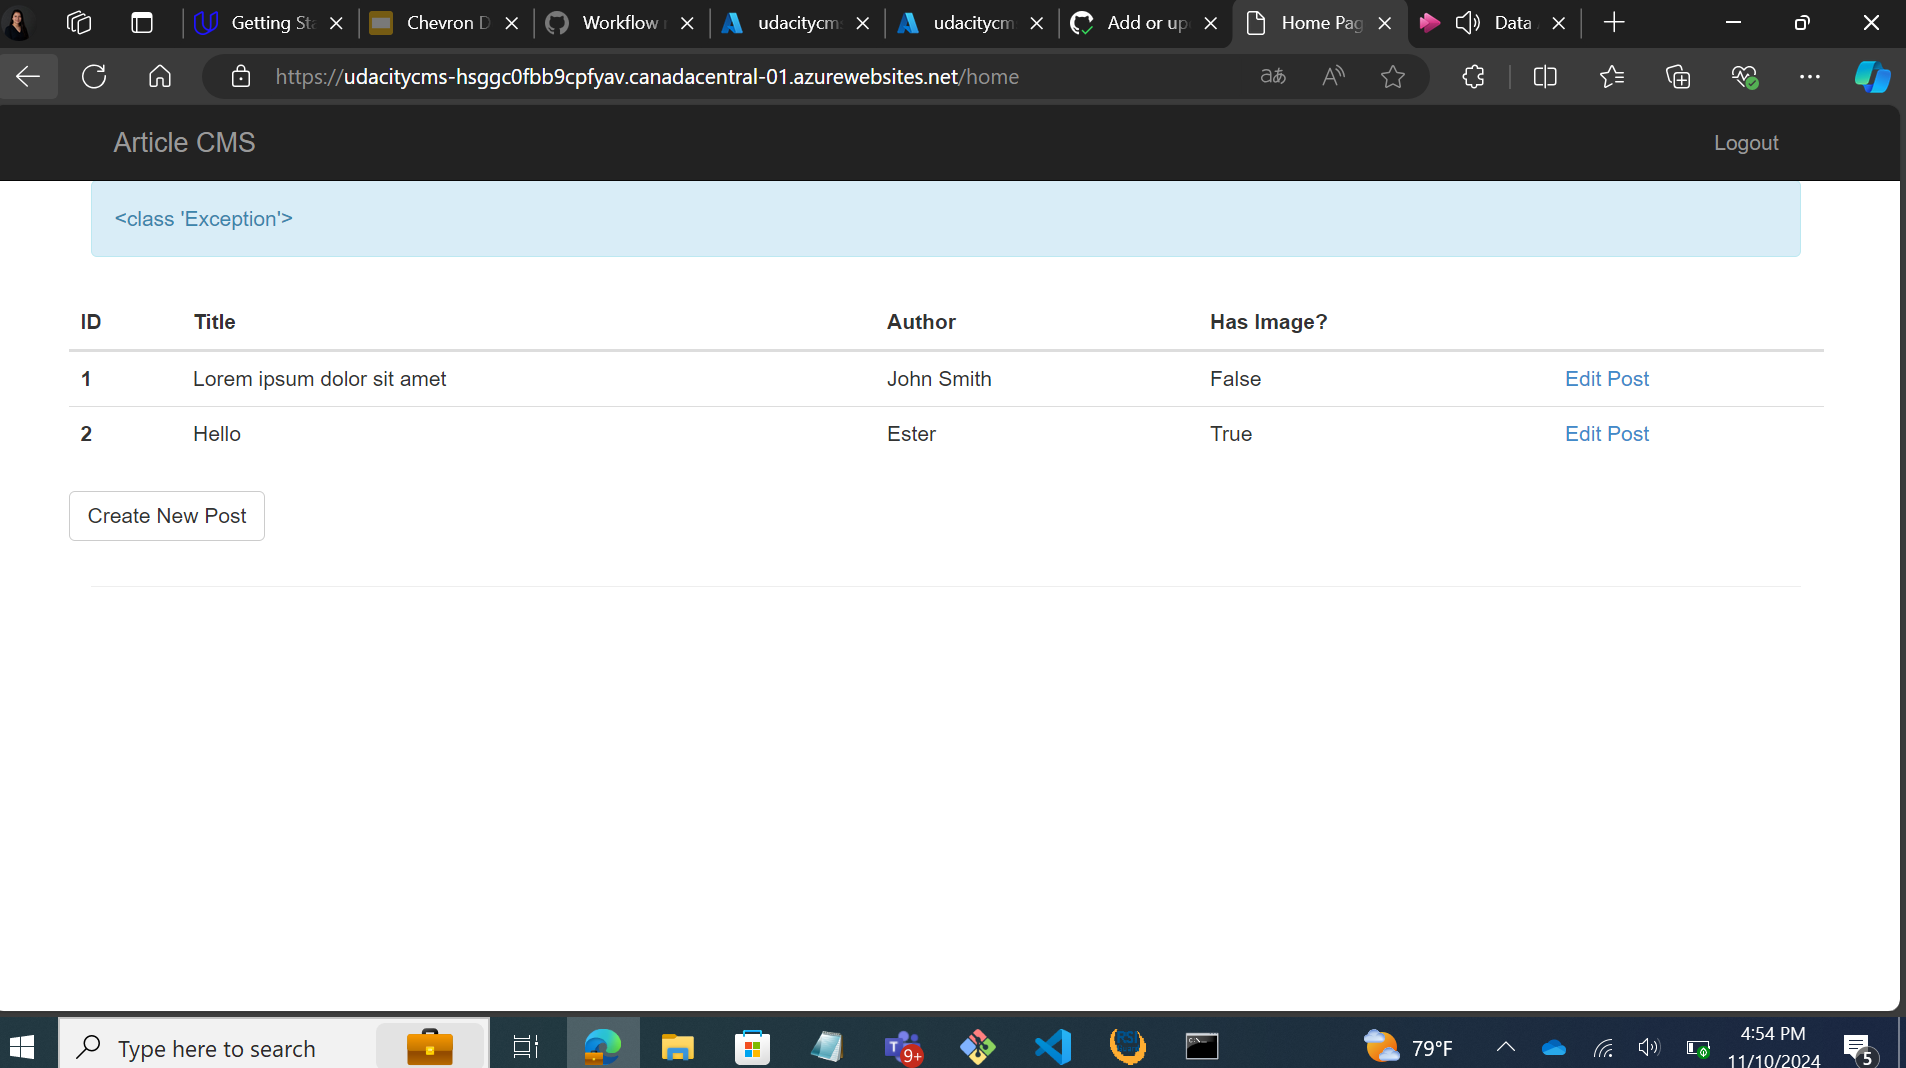 Getting Sta
Chevron D
Workflow r
udacitycm
udacitycm
Add or up
Home Pag
Data
https://udacitycms-hsggc0fbb9cpfyav.canadacentral-01.azurewebsites.net/home
Article CMS
Logout
<class 'Exception'>
ID Title Author Has Image?
1 Lorem ipsum dolor sit amet John Smith False Edit Post
2 Hello Ester True Edit Post
Create New Post
Type here to search
9+
79°F
4:54 PM
11/10/2024
5